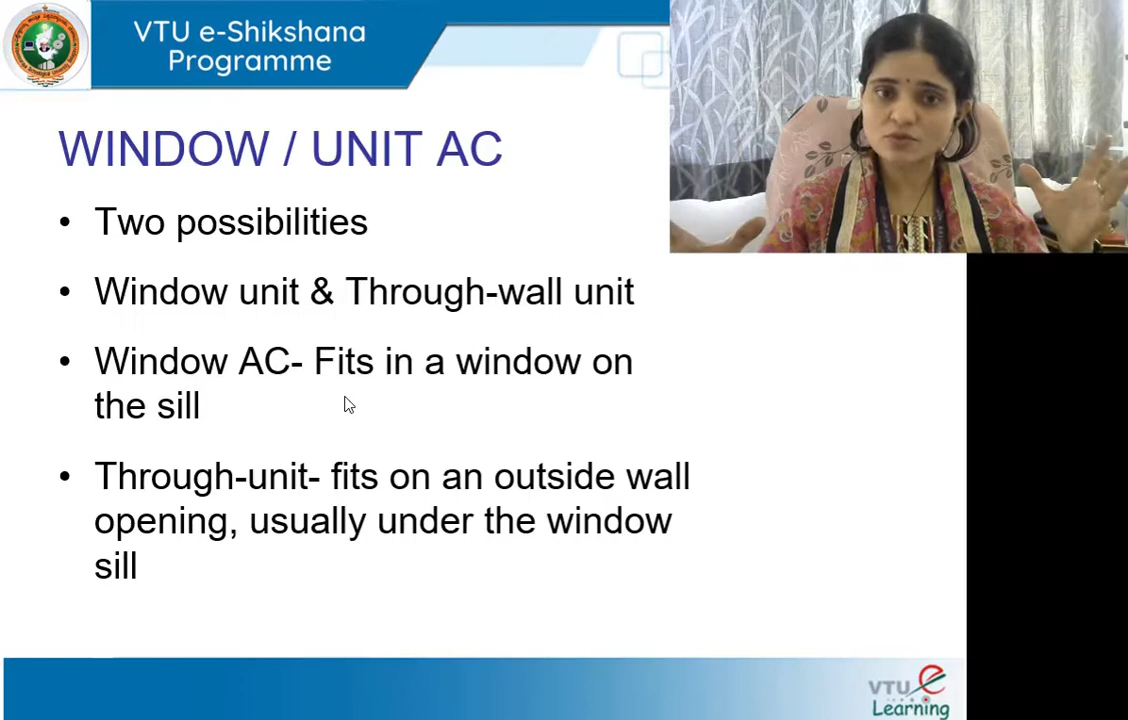 VTU e-Shikshana
Programme
WINDOW / UNIT AC
• Two possibilities
• Window unit & Through-wall unit
• Window AC- Fits in a window on
the sill
• Through-unit- fits on an outside wall
opening, usually under the window
sill
VTU e
Learning